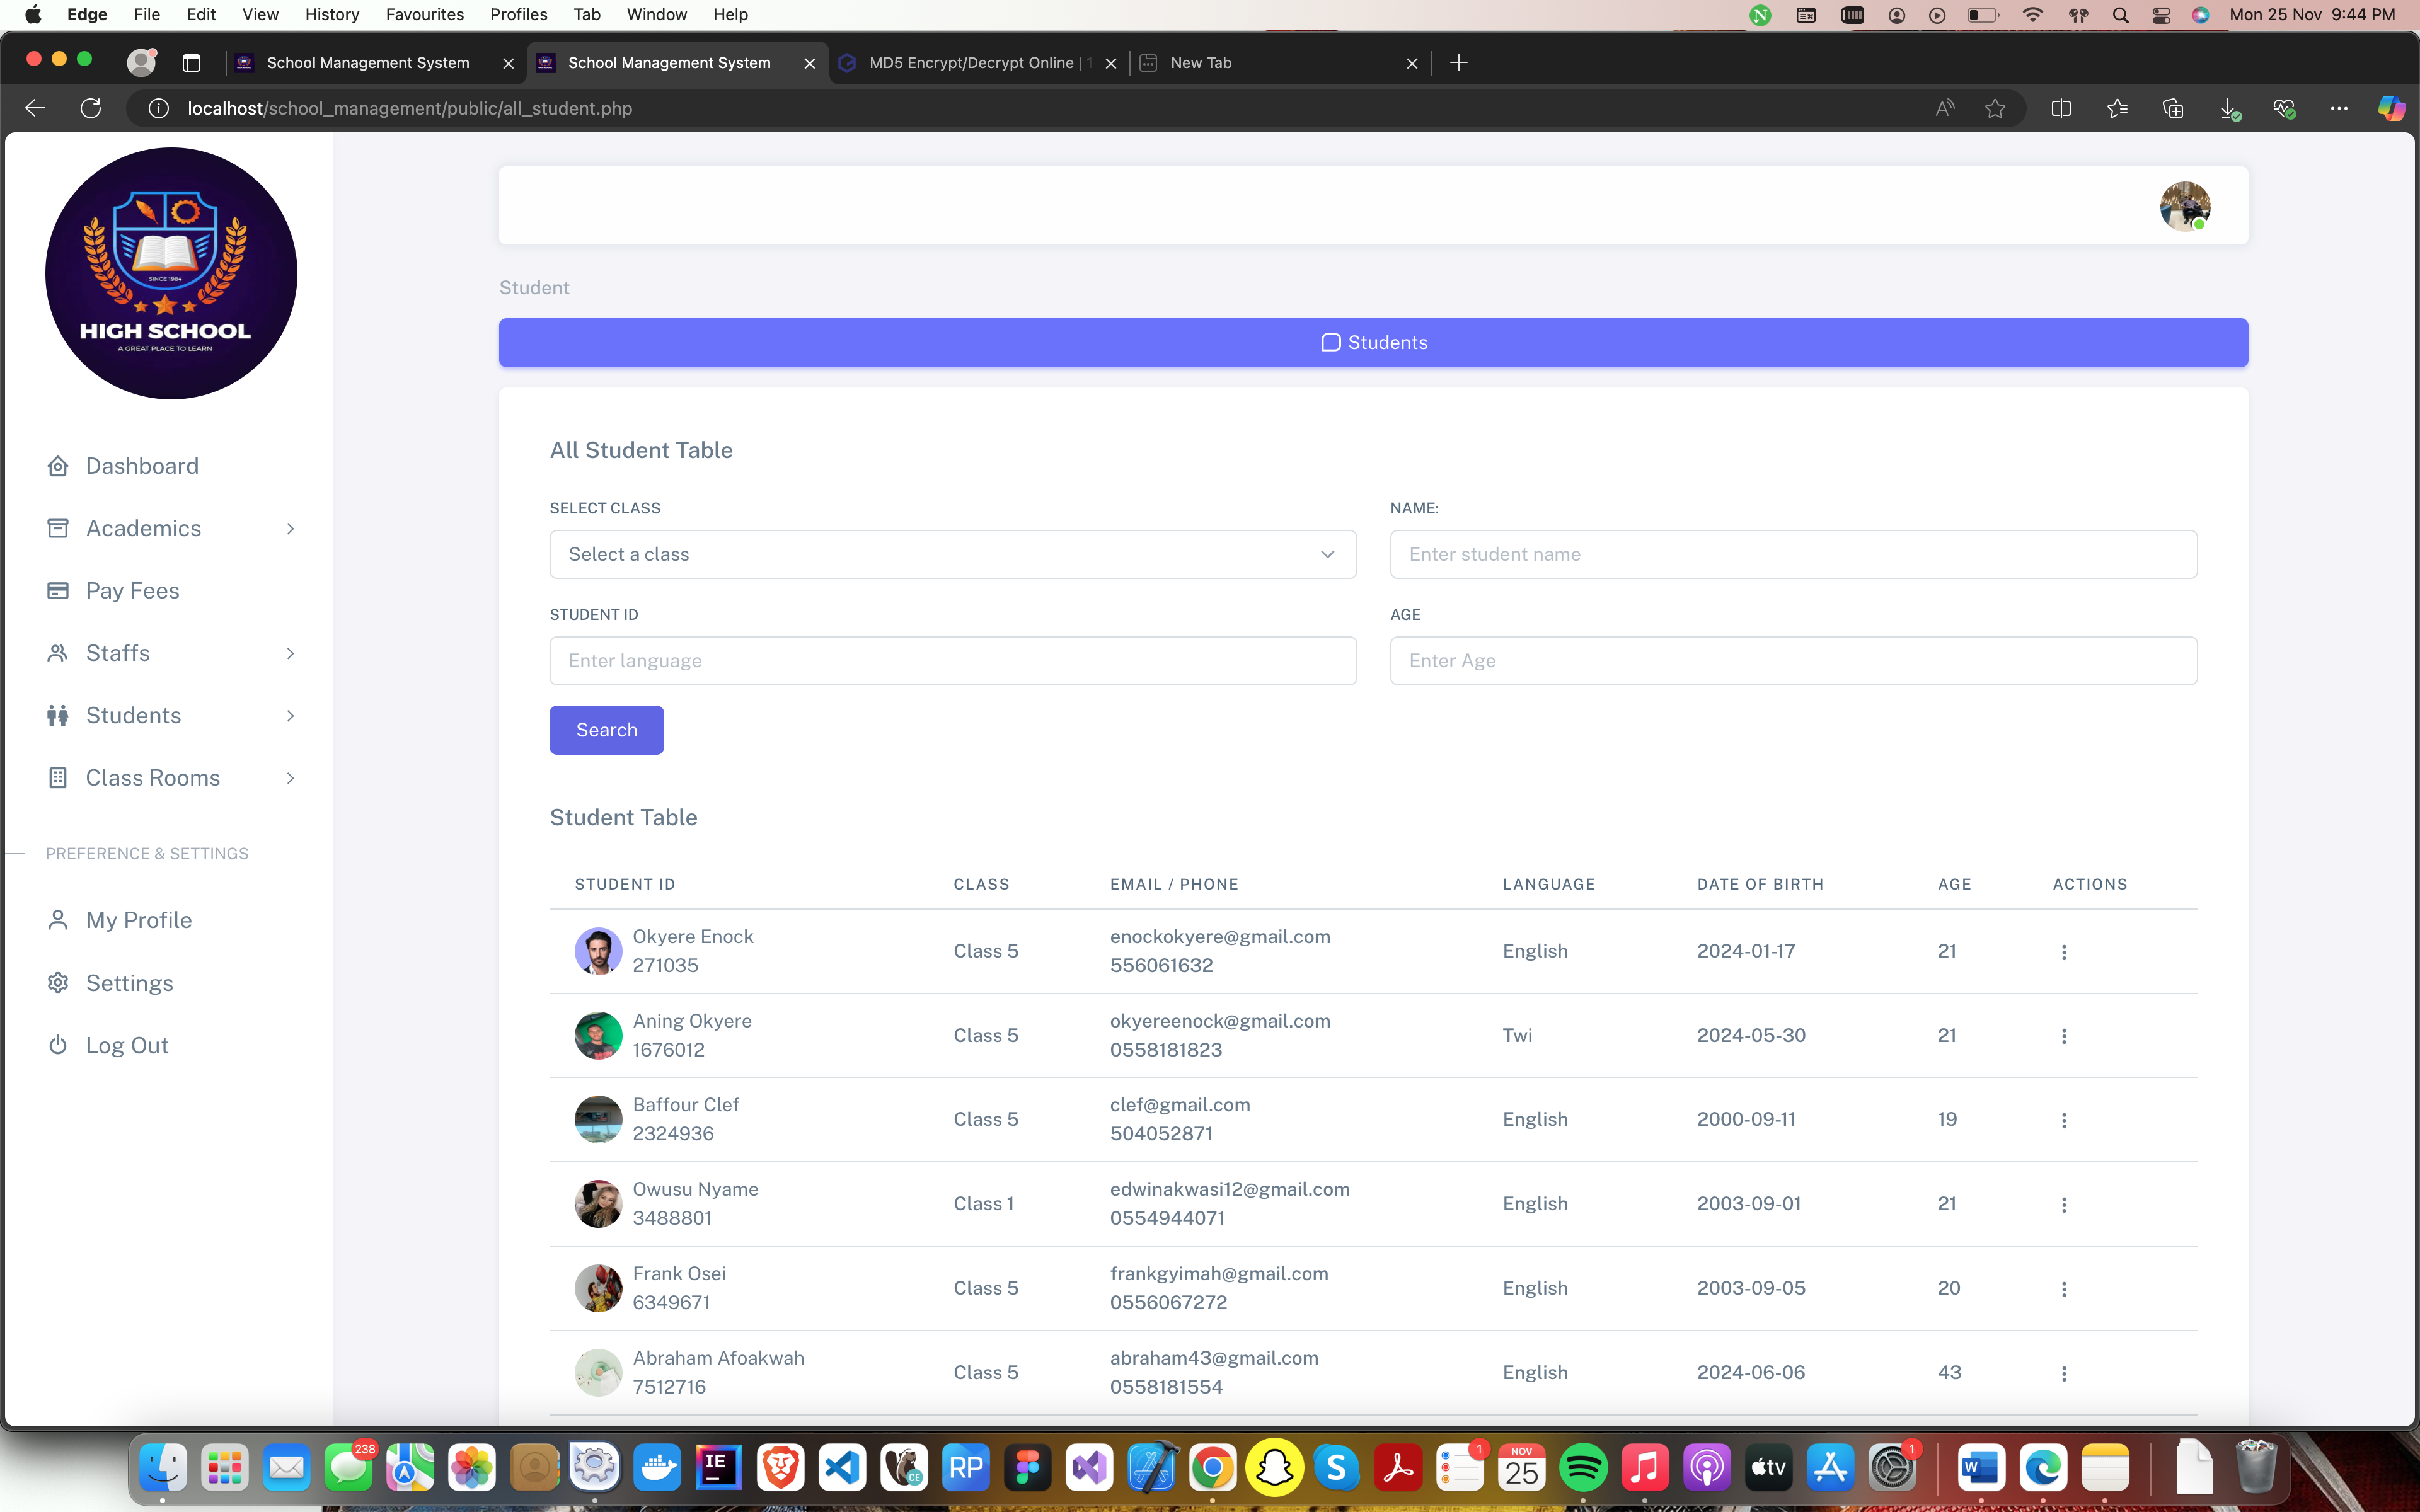 Edge File Edit View History Favourites Profiles Tab Window Help Mon 25 Nov 9:44 PM
School Management System School Management System MD5 Encrypt/Decrypt Online | New Tab
localhost/school_management/public/all_student.php
SINCE 1984
HIGH SCHOOL
A GREAT PLACE TO LEARN
Dashboard
Academics
Pay Fees
Staffs
Students
Class Rooms
PREFERENCE & SETTINGS
My Profile
Settings
Log Out
Student
Students
All Student Table
SELECT CLASS NAME:
Select a class Enter student name
STUDENT ID AGE
Enter language Enter Age
Search
Student Table
STUDENT ID CLASS EMAIL / PHONE LANGUAGE DATE OF BIRTH AGE ACTIONS
Okyere Enock enockokyere@gmail.com
271035 Class 5 556061632 English 2024-01-17 21
Aning Okyere okyereenock@gmail.com
1676012 Class 5 0558181823 Twi 2024-05-30 21
Baffour Clef clef@gmail.com
2324936 Class 5 504052871 English 2000-09-11 19
Owusu Nyame edwinakwasi12@gmail.com
3488801 Class 1 0554944071 English 2003-09-01 21
Frank Osei frankgyimah@gmail.com
6349671 Class 5 0556067272 English 2003-09-05 20
Abraham Afoakwah abraham43@gmail.com
7512716 Class 5 0558181554 English 2024-06-06 43
238 IE CE RP S 1 NOV 25 tv 1 W